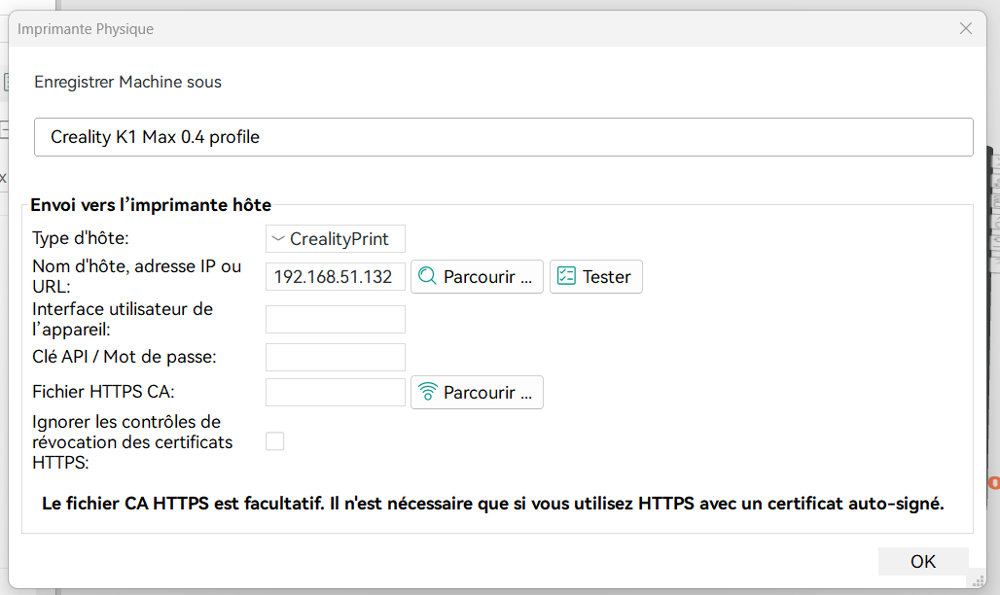 Imprimante Physique
Enregistrer Machine sous
Creality K1 Max 0.4 profile
Envoi vers l’imprimante hôte
Type d'hôte:
CrealityPrint
Nom d'hôte, adresse IP ou
URL:
192.168.51.132
Parcourir ...
Tester
Interface utilisateur de
l’appareil:
Clé API / Mot de passe:
Fichier HTTPS CA:
Parcourir ...
Ignorer les contrôles de
révocation des certificats
HTTPS:
Le fichier CA HTTPS est facultatif. Il n'est nécessaire que si vous utilisez HTTPS avec un certificat auto-signé.
OK